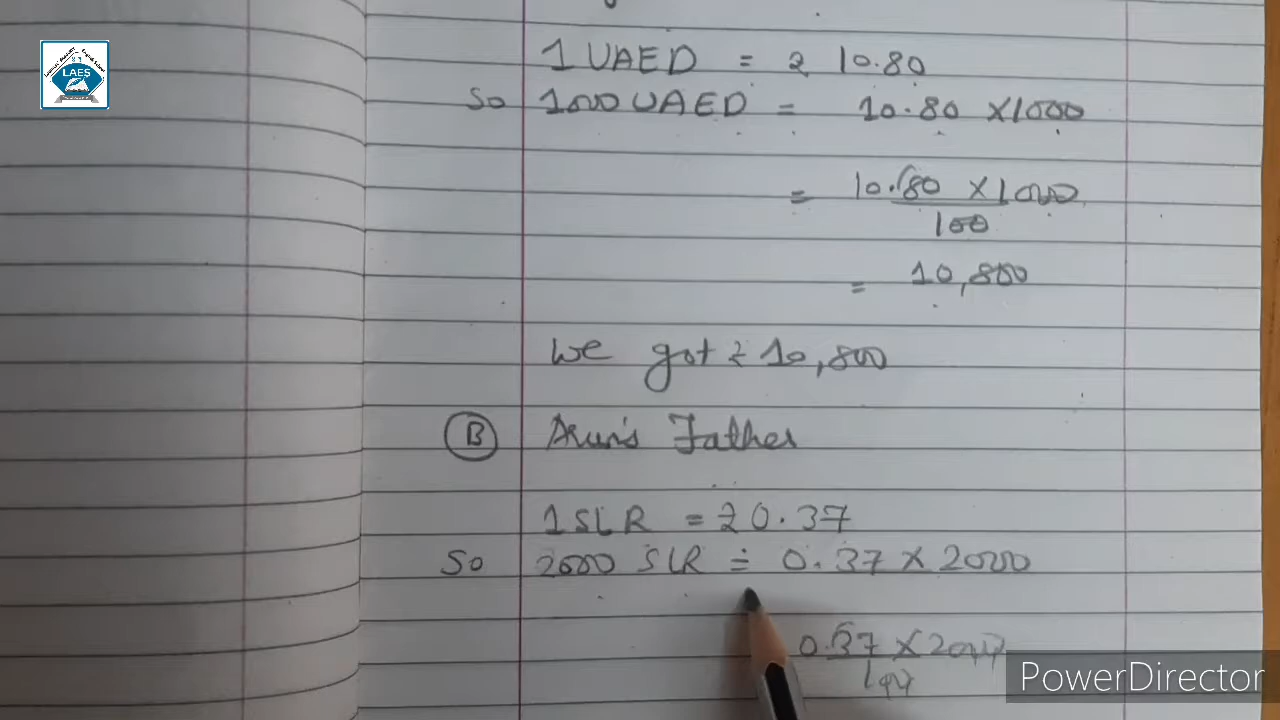 LAES
1 UAED = ₹ 10.80
So 1000 UAED = 10.80 × 1000
= 10.80 × 1000
100
= 10,800
We got ₹ 10,800
B Arun's Father
1 SLR = ₹ 0.37
So 2000 SLR = 0.37 × 2000
0.37 × 2000
100
PowerDirector